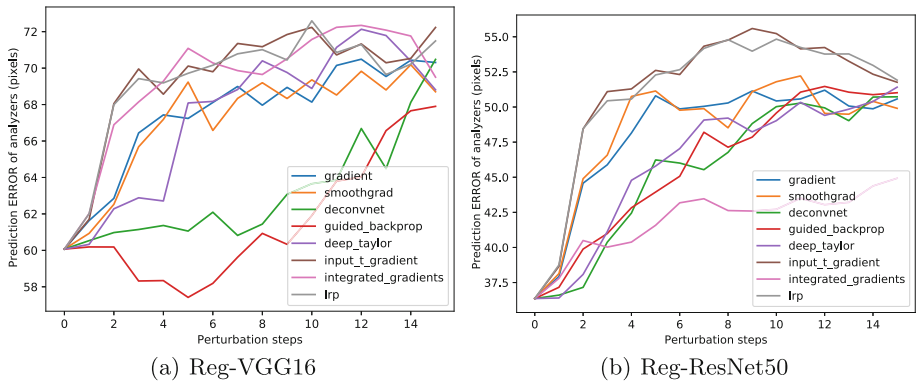 Prediction ERROR of analyzers (pixels)
72
70
68
66
64
62
60
58
gradient
smoothgrad
deconvnet
guided_backprop
deep_taylor
input_t_gradient
integrated_gradients
lrp
0 2 4 6 8 10 12 14
Perturbation steps
(a) Reg-VGG16
Prediction ERROR of analyzers (pixels)
55.0
52.5
50.0
47.5
45.0
42.5
40.0
37.5
gradient
smoothgrad
deconvnet
guided_backprop
deep_taylor
input_t_gradient
integrated_gradients
lrp
0 2 4 6 8 10 12 14
Perturbation steps
(b) Reg-ResNet50